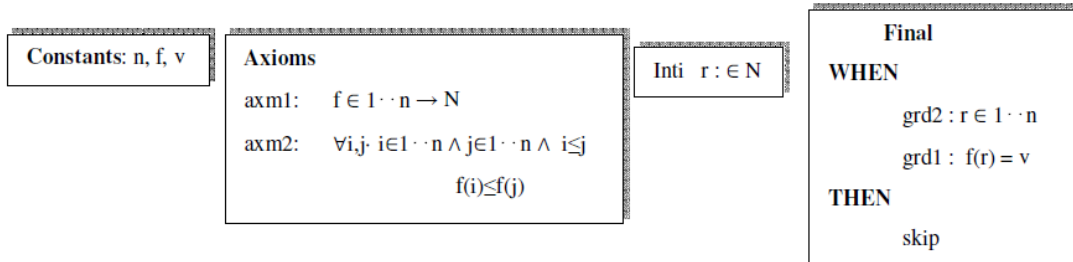 Constants: n, f, v
Axioms
axm1: f ∈ 1··n → N
axm2: ∀i,j· i∈1··n ∧ j∈1··n ∧ i≤j
f(i)≤f(j)
Inti r : ∈ N
Final
WHEN
grd2 : r ∈ 1··n
grd1 : f(r) = v
THEN
skip